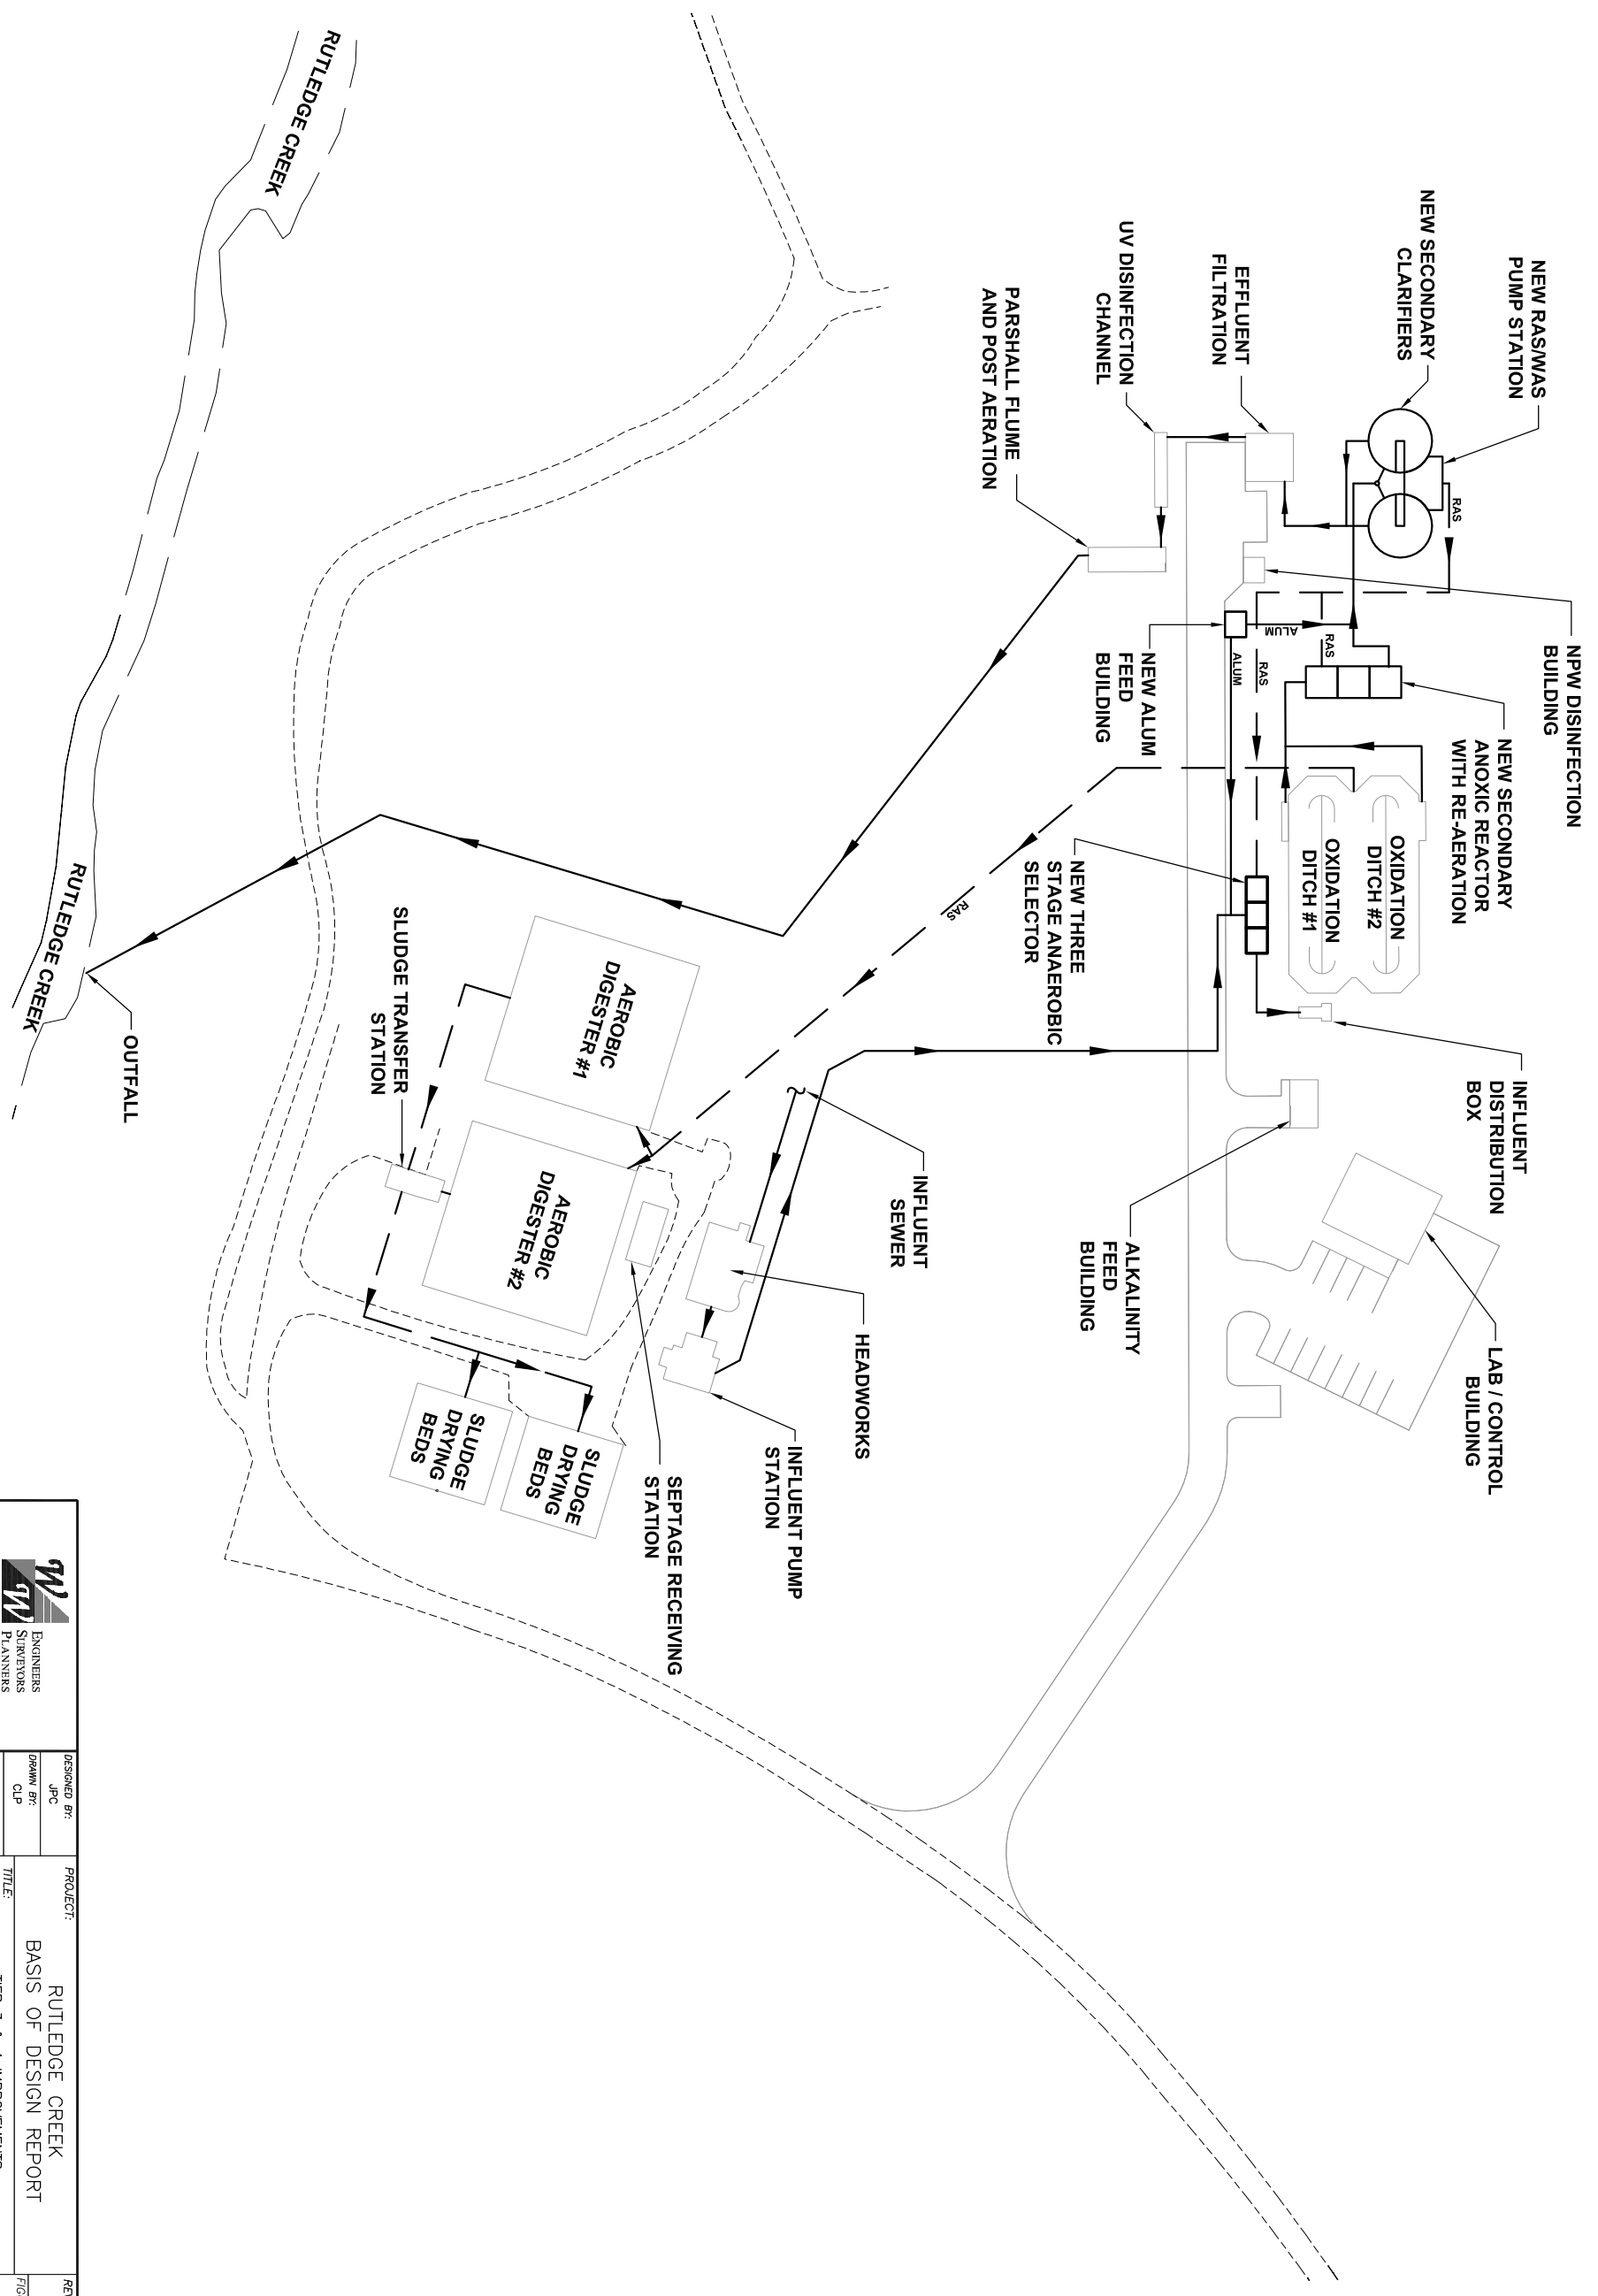 RUTLEDGE CREEK
NEW RAS/WAS
PUMP STATION
NEW SECONDARY
CLARIFIERS
EFFLUENT
FILTRATION
UV DISINFECTION
CHANNEL
PARSHALL FLUME
AND POST AERATION
RAS
NPW DISINFECTION
BUILDING
NEW SECONDARY
ANOXIC REACTOR
WITH RE-AERATION
RAS
ALUM
RAS
ALUM
NEW ALUM
FEED
BUILDING
OXIDATION
DITCH #2
OXIDATION
DITCH #1
NEW THREE
STAGE ANAEROBIC
SELECTOR
RAS
INFLUENT
DISTRIBUTION
BOX
ALKALINITY
FEED
BUILDING
LAB / CONTROL
BUILDING
INFLUENT
SEWER
HEADWORKS
INFLUENT PUMP
STATION
SEPTAGE RECEIVING
STATION
AEROBIC
DIGESTER #1
AEROBIC
DIGESTER #2
SLUDGE TRANSFER
STATION
SLUDGE
DRYING
BEDS
SLUDGE
DRYING
BEDS
OUTFALL
RUTLEDGE CREEK
W
W
ENGINEERS
SURVEYORS
PLANNERS
DESIGNED BY:
JPC
DRAWN BY:
CLP
PROJECT:
RUTLEDGE CREEK
BASIS OF DESIGN REPORT
TITLE:
REV
FIG